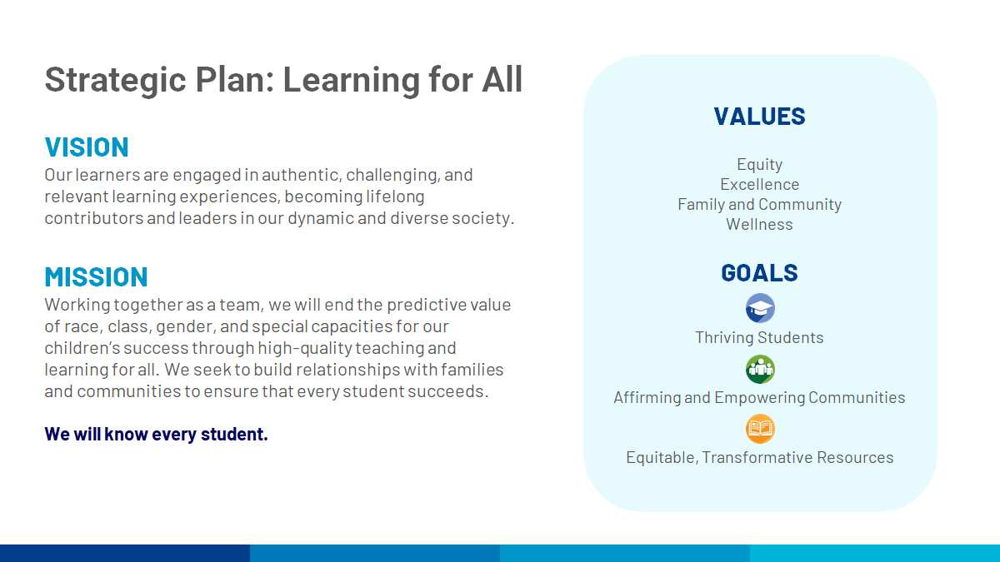 Strategic Plan: Learning for All
VISION
Our learners are engaged in authentic, challenging, and
relevant learning experiences, becoming lifelong
contributors and leaders in our dynamic and diverse society.
MISSION
Working together as a team, we will end the predictive value
of race, class, gender, and special capacities for our
children’s success through high-quality teaching and
learning for all. We seek to build relationships with families
and communities to ensure that every student succeeds.
We will know every student.
VALUES
Equity
Excellence
Family and Community
Wellness
GOALS
Thriving Students
Affirming and Empowering Communities
Equitable, Transformative Resources